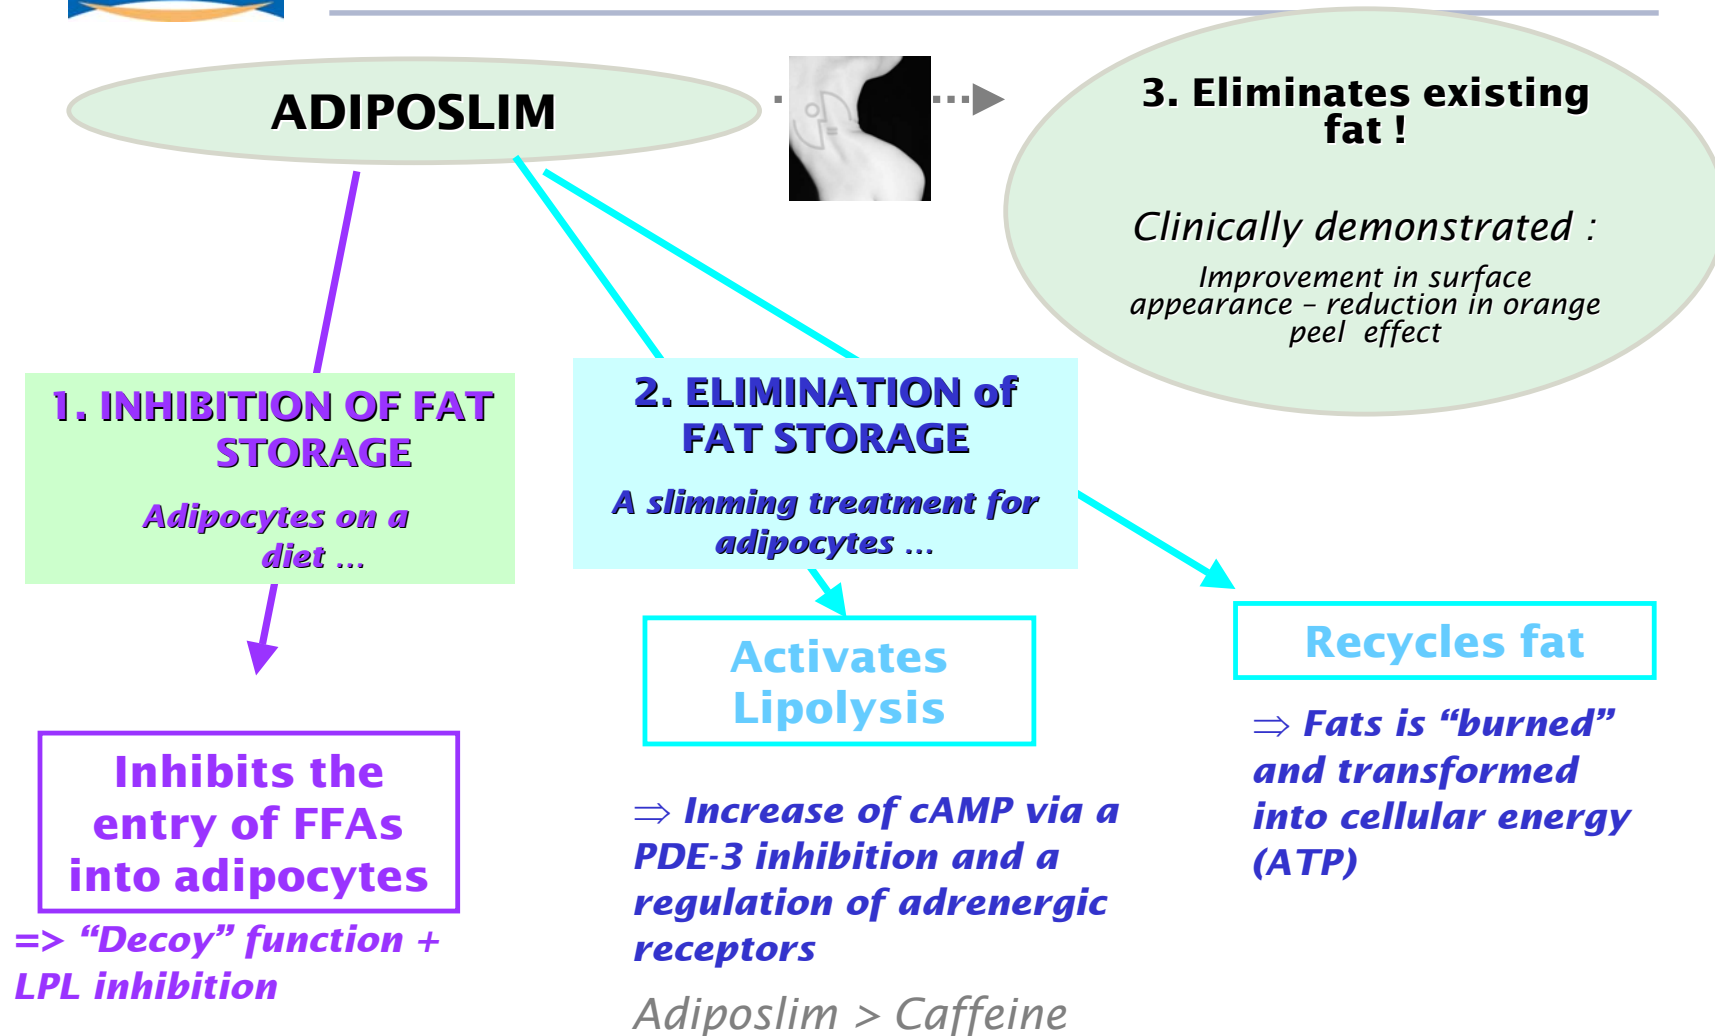 ADIPOSLIM
3. Eliminates existing
fat !
Clinically demonstrated :
Improvement in surface
appearance – reduction in orange
peel effect
1. INHIBITION OF FAT
STORAGE
Adipocytes on a
diet ...
2. ELIMINATION of
FAT STORAGE
A slimming treatment for
adipocytes ...
Inhibits the
entry of FFAs
into adipocytes
=> “Decoy” function +
LPL inhibition
Activates
Lipolysis
⇒ Increase of cAMP via a
PDE-3 inhibition and a
regulation of adrenergic
receptors
Adiposlim > Caffeine
Recycles fat
⇒ Fats is “burned”
and transformed
into cellular energy
(ATP)